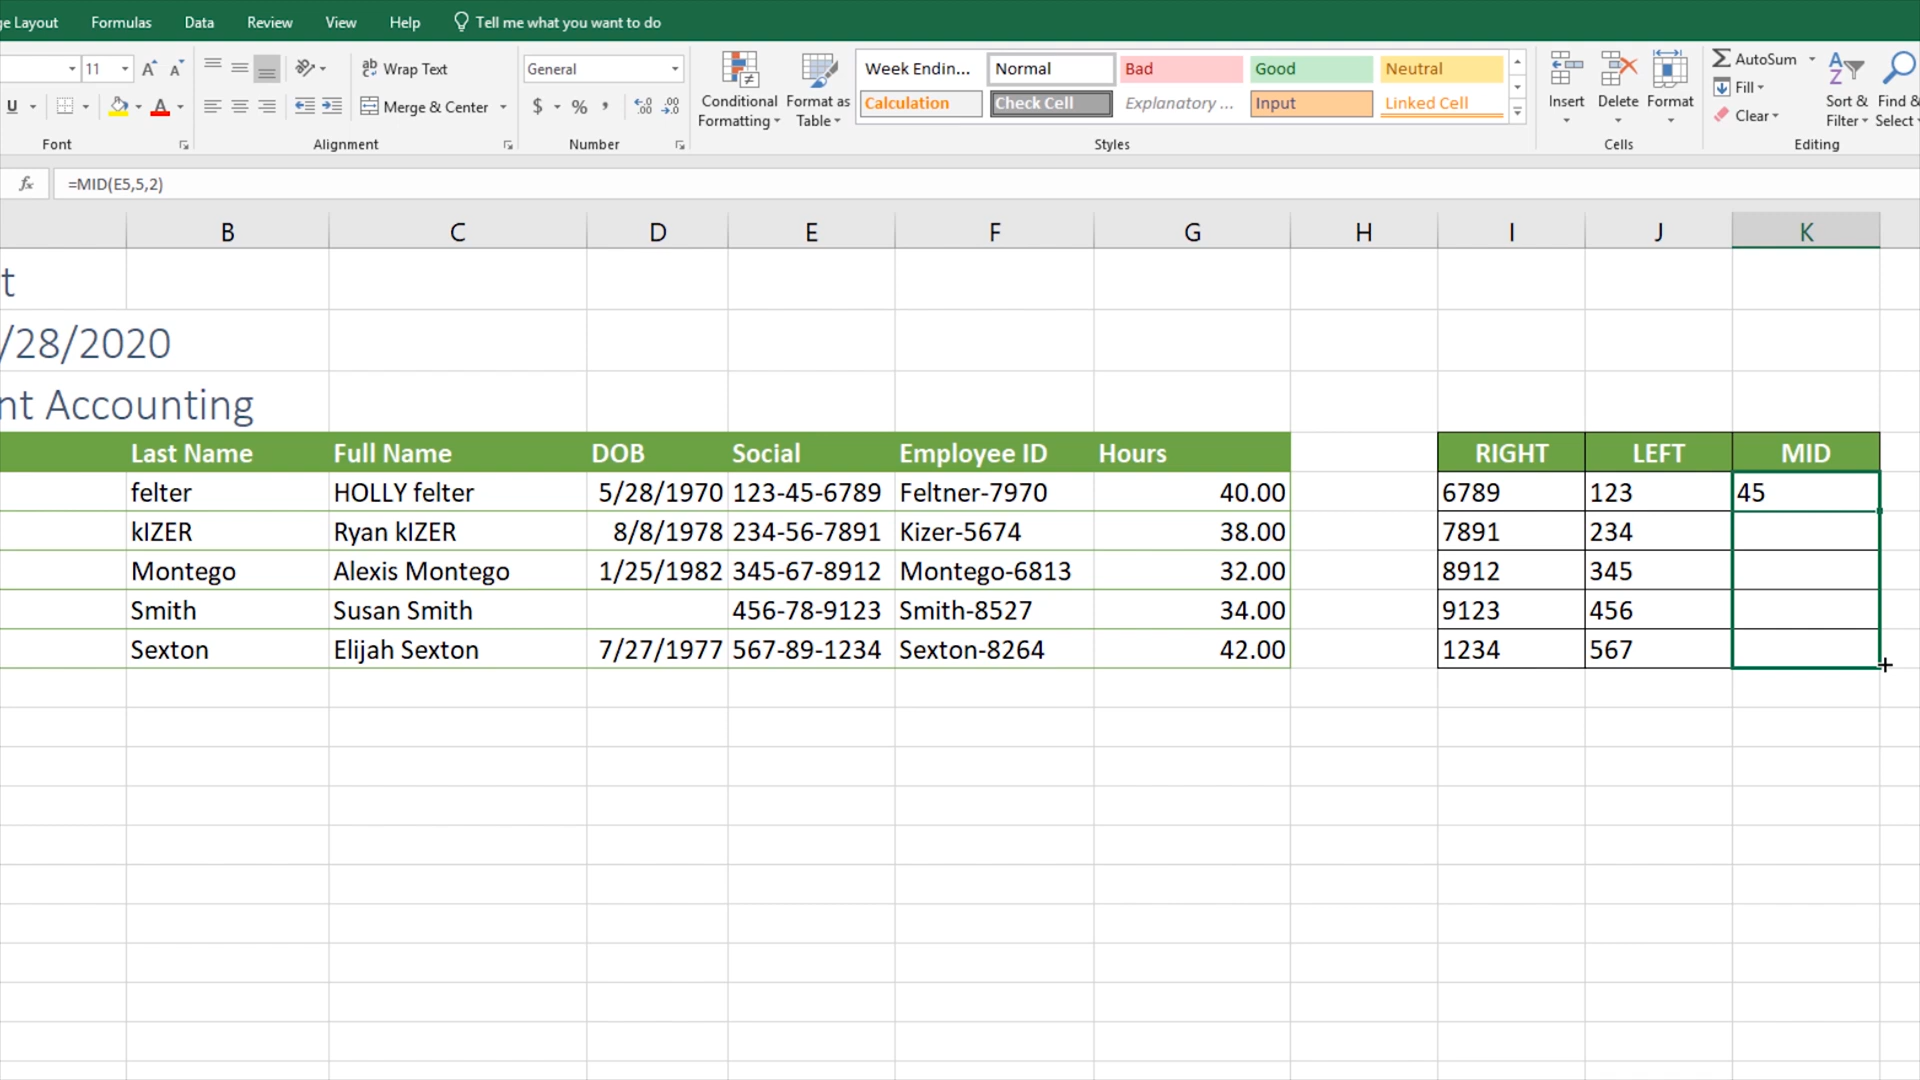 ge Layout Formulas Data Review View Help Tell me what you want to do
11 A A ab Wrap Text General Week Endin... Normal Bad Good Neutral AutoSum
U A Merge & Center $ % , Conditional Formatting Format as Table Calculation Check Cell Explanatory ... Input Linked Cell Insert Delete Format Fill Clear Sort & Filter Find & Select
Font Alignment Number Styles Cells Editing
fx =MID(E5,5,2)
B C D E F G H I J K
t
/28/2020
nt Accounting
Last Name Full Name DOB Social Employee ID Hours RIGHT LEFT MID
felter HOLLY felter 5/28/1970 123-45-6789 Feltner-7970 40.00 6789 123 45
kIZER Ryan kIZER 8/8/1978 234-56-7891 Kizer-5674 38.00 7891 234
Montego Alexis Montego 1/25/1982 345-67-8912 Montego-6813 32.00 8912 345
Smith Susan Smith 456-78-9123 Smith-8527 34.00 9123 456
Sexton Elijah Sexton 7/27/1977 567-89-1234 Sexton-8264 42.00 1234 567